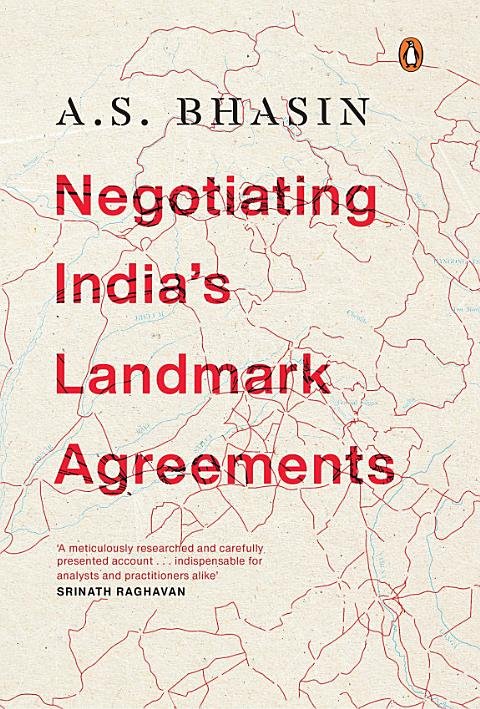 A.S. BHASIN
Negotiating
India's
Landmark
Agreements
'A meticulously researched and carefully
presented account . . . indispensable for
analysts and practitioners alike'
SRINATH RAGHAVAN